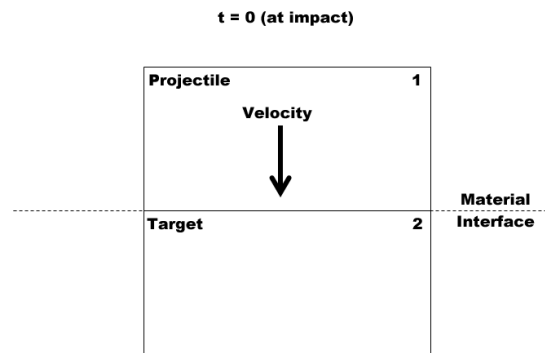 t = 0 (at impact)
Projectile 1
Velocity
Material
Interface
Target 2